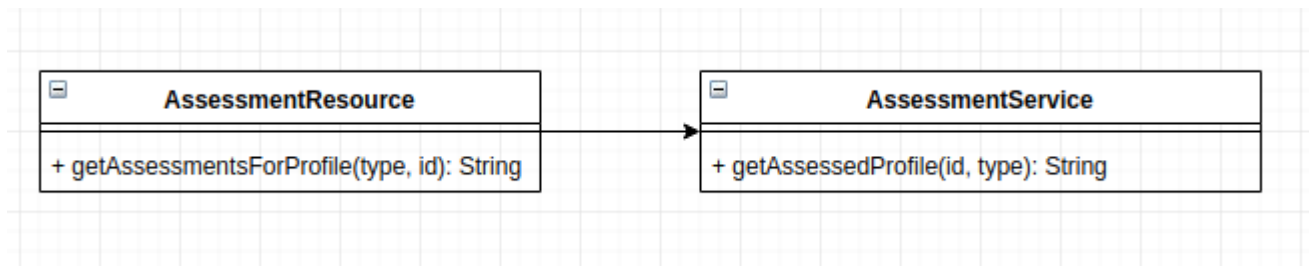 AssessmentResource
+ getAssessmentsForProfile(type, id): String
AssessmentService
+ getAssessedProfile(id, type): String